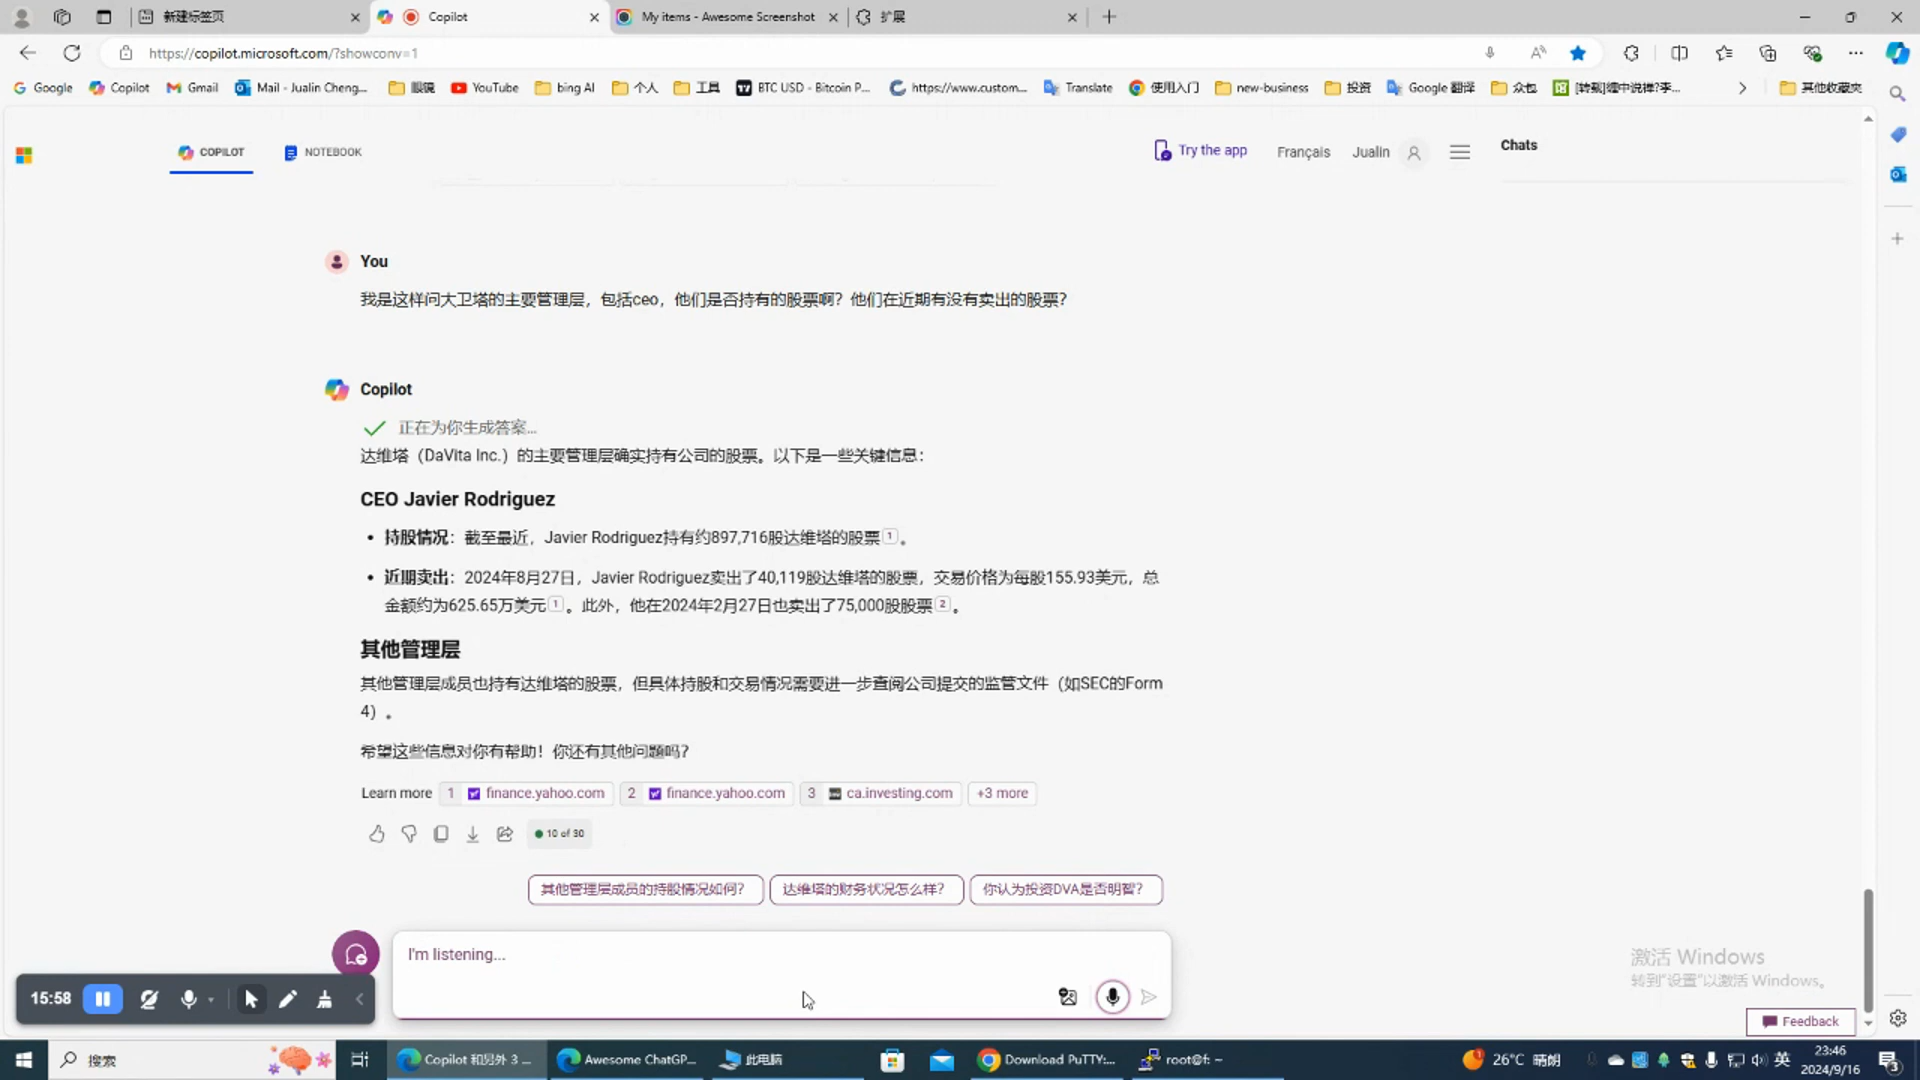 新建标签页
Copilot
My items - Awesome Screenshot
扩展
https://copilot.microsoft.com/?showconv=1
Google
Copilot
Gmail
Mail - Jualin Cheng...
眼镜
YouTube
bing AI
个人
工具
BTC USD - Bitcoin P...
https://www.custom...
Translate
使用入门
new-business
投资
Google 翻译
众包
[转载]缠中说禅?李...
其他收藏夹
COPILOT
NOTEBOOK
Try the app
Français
Jualin
Chats
You
我是这样问大卫塔的主要管理层，包括ceo，他们是否持有的股票啊？他们在近期有没有卖出的股票？
Copilot
正在为你生成答案...
达维塔（DaVita Inc.）的主要管理层确实持有公司的股票。以下是一些关键信息：
CEO Javier Rodriguez
• 持股情况：截至最近，Javier Rodriguez持有约897,716股达维塔的股票 1 。
• 近期卖出：2024年8月27日，Javier Rodriguez卖出了40,119股达维塔的股票，交易价格为每股155.93美元，总
金额约为625.65万美元 1 。此外，他在2024年2月27日也卖出了75,000股股票 2 。
其他管理层
其他管理层成员也持有达维塔的股票，但具体持股和交易情况需要进一步查阅公司提交的监管文件（如SEC的Form
4）。
希望这些信息对你有帮助！你还有其他问题吗？
Learn more 1 finance.yahoo.com 2 finance.yahoo.com 3 ca.investing.com +3 more
10 of 30
其他管理层成员的持股情况如何？
达维塔的财务状况怎么样？
你认为投资DVA是否明智？
I'm listening...
激活 Windows
转到"设置"以激活 Windows。
15:58
Feedback
搜索
Copilot 和另外 3 ...
Awesome ChatGP...
此电脑
Download PuTTY:...
root@f: ~
26°C 晴朗
英
23:46
2024/9/16
3